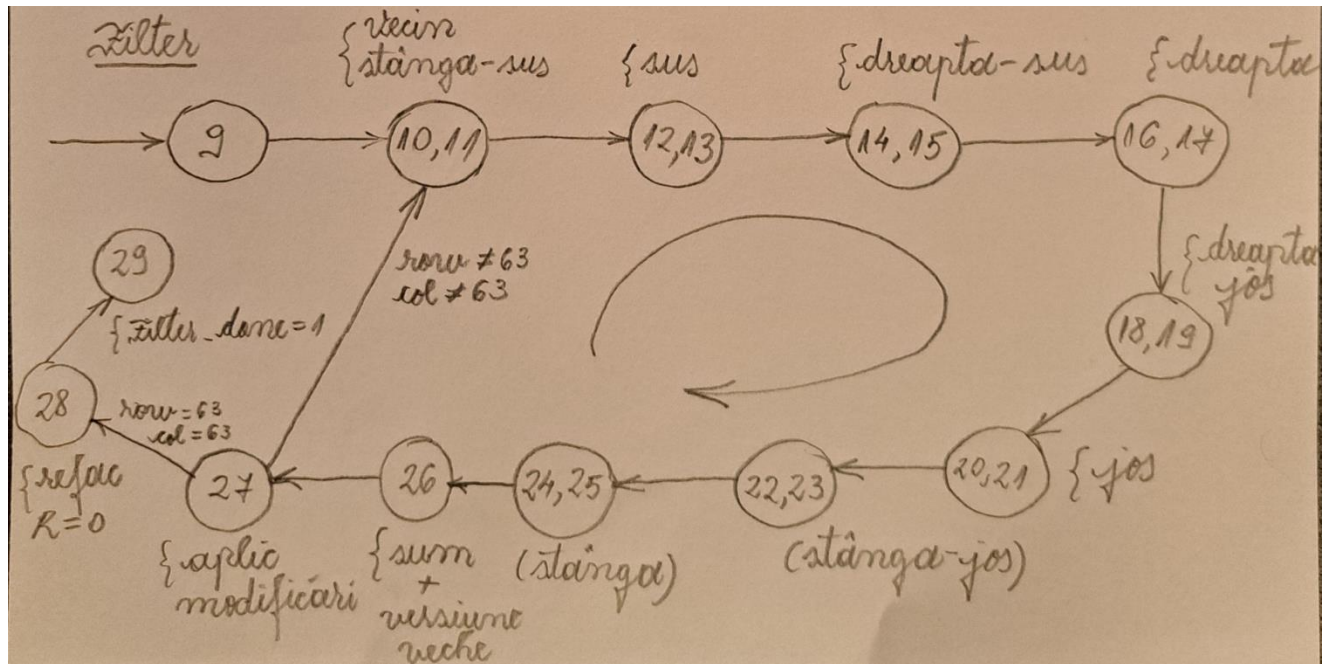 Filter
{ vecin
stânga-sus
{ sus
{ dreapta-sus
{ dreapta
9
10,11
12,13
14,15
16,17
row ≠ 63
col ≠ 63
{ dreapta
jos
29
{ Filter_done = 1
18,19
28
row = 63
col = 63
{ refac
R = 0
27
26
24,25
22,23
20,21
{ jos
{ aplic
modificări
{ sum
+
versiune
veche
(stânga)
(stânga-jos)